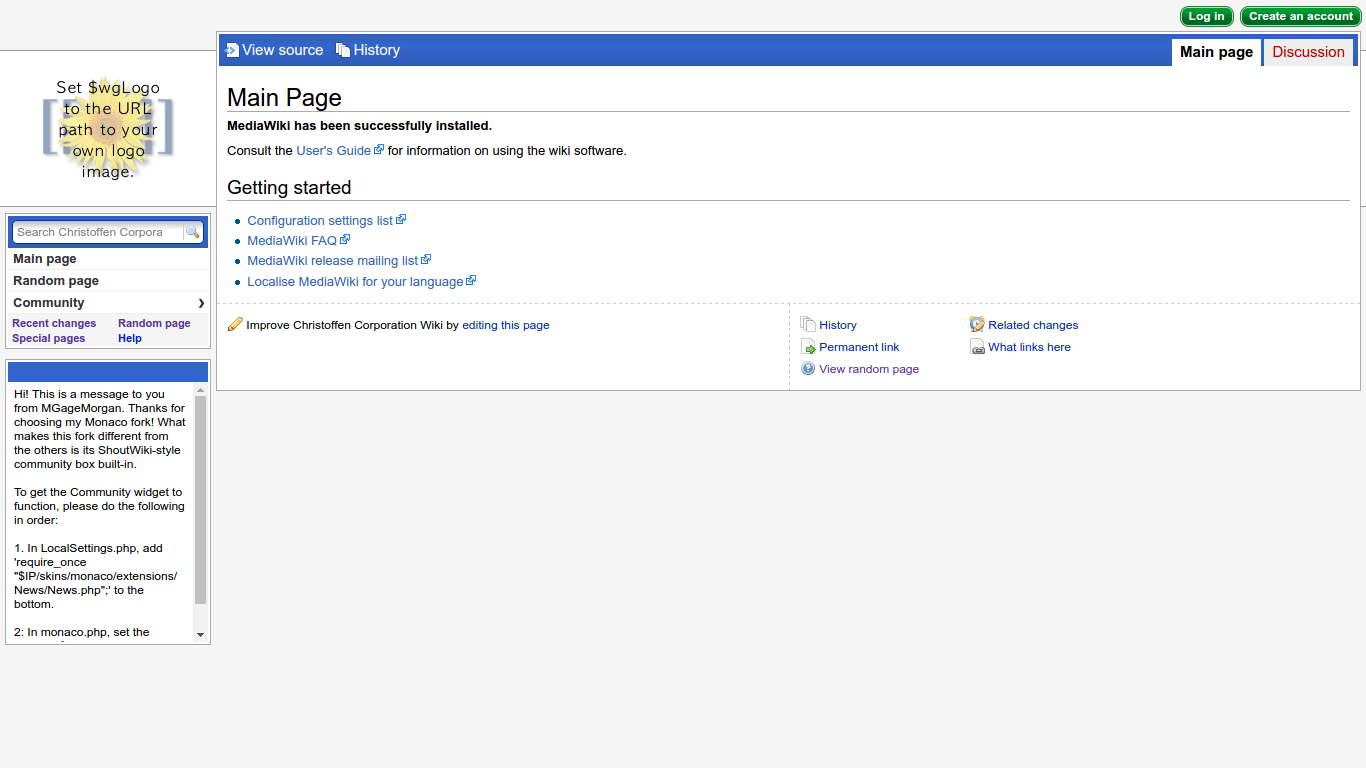 Log in Create an account
View source History Main page Discussion
Set $wgLogo
to the URL
path to your
own logo
image.
Main Page
MediaWiki has been successfully installed.
Consult the User's Guide for information on using the wiki software.
Getting started
Configuration settings list
MediaWiki FAQ
MediaWiki release mailing list
Localise MediaWiki for your language
Search Christoffen Corpora
Main page
Random page
Community
Recent changes Random page
Special pages Help
Improve Christoffen Corporation Wiki by editing this page
History Related changes
Permanent link What links here
View random page
Hi! This is a message to you
from MGageMorgan. Thanks for
choosing my Monaco fork! What
makes this fork different from
the others is its ShoutWiki-style
community box built-in.
To get the Community widget to
function, please do the following
in order:
1. In LocalSettings.php, add
'require_once
"$IP/skins/monaco/extensions/
News/News.php";' to the
bottom.
2: In monaco.php, set the